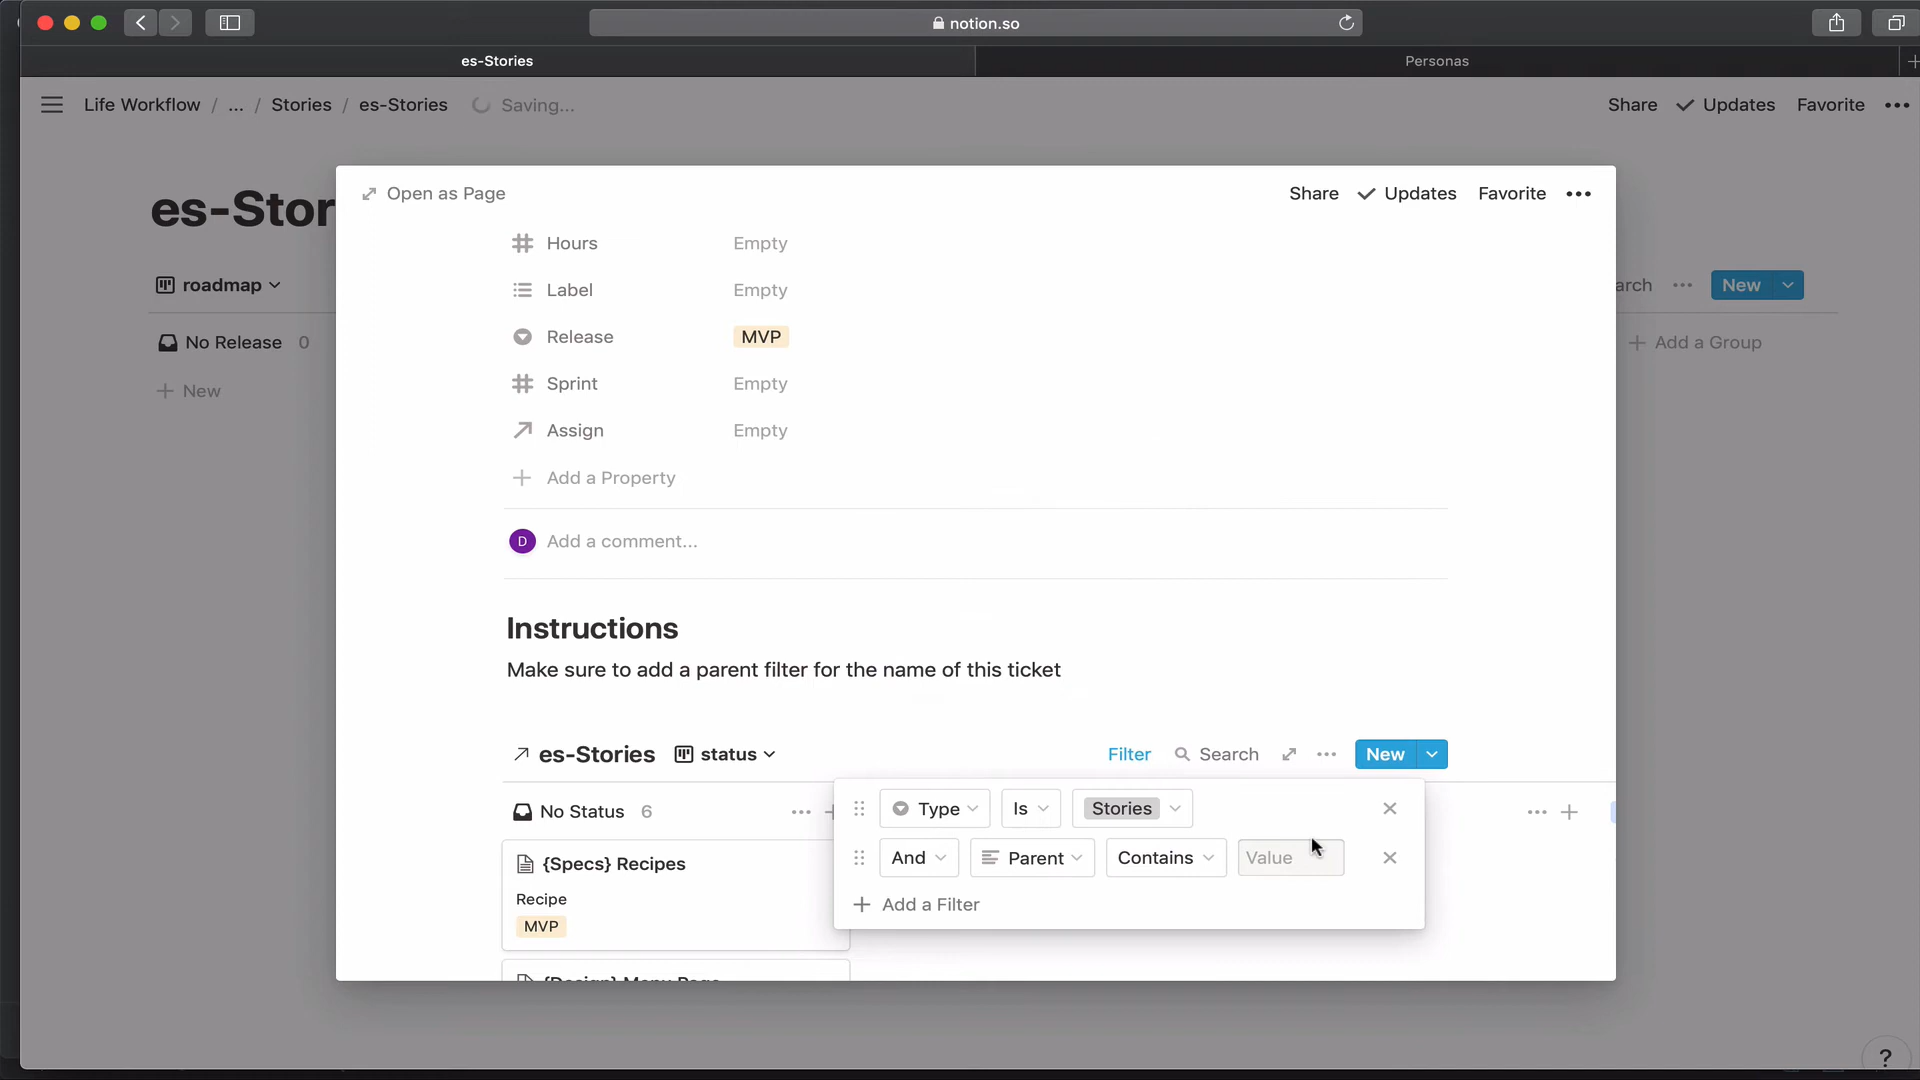 notion.so
es-Stories
Personas
Life Workflow / ... / Stories / es-Stories Saving...
Share Updates Favorite
Open as Page
Share Updates Favorite
es-Stor
Hours Empty
Label Empty
roadmap
arch
New
Release MVP
No Release 0
Add a Group
New
Sprint Empty
Assign Empty
Add a Property
D
Add a comment...
Instructions
Make sure to add a parent filter for the name of this ticket
es-Stories status
Filter Search New
No Status 6
Type Is Stories
And Parent Contains Value
Add a Filter
{Specs} Recipes
Recipe
MVP
{Design} Menu Page
?